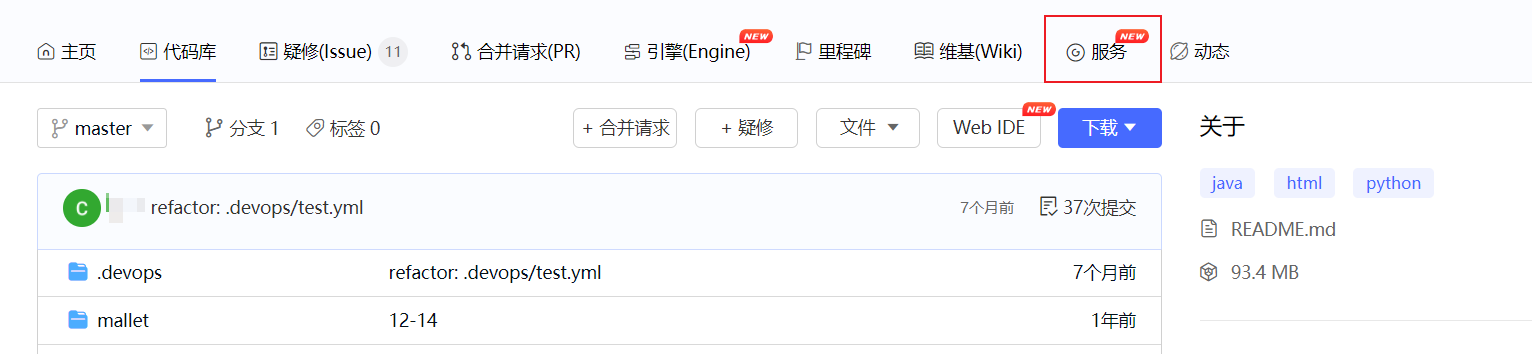 主页 代码库 疑修(Issue) 11 合并请求(PR) 引擎(Engine) NEW 里程碑 维基(Wiki) 服务 NEW 动态
master 分支 1 标签 0 + 合并请求 + 疑修 文件 Web IDE NEW 下载
关于
java html python
C refactor: .devops/test.yml 7个月前 37次提交
README.md
.devops refactor: .devops/test.yml 7个月前
93.4 MB
mallet 12-14 1年前